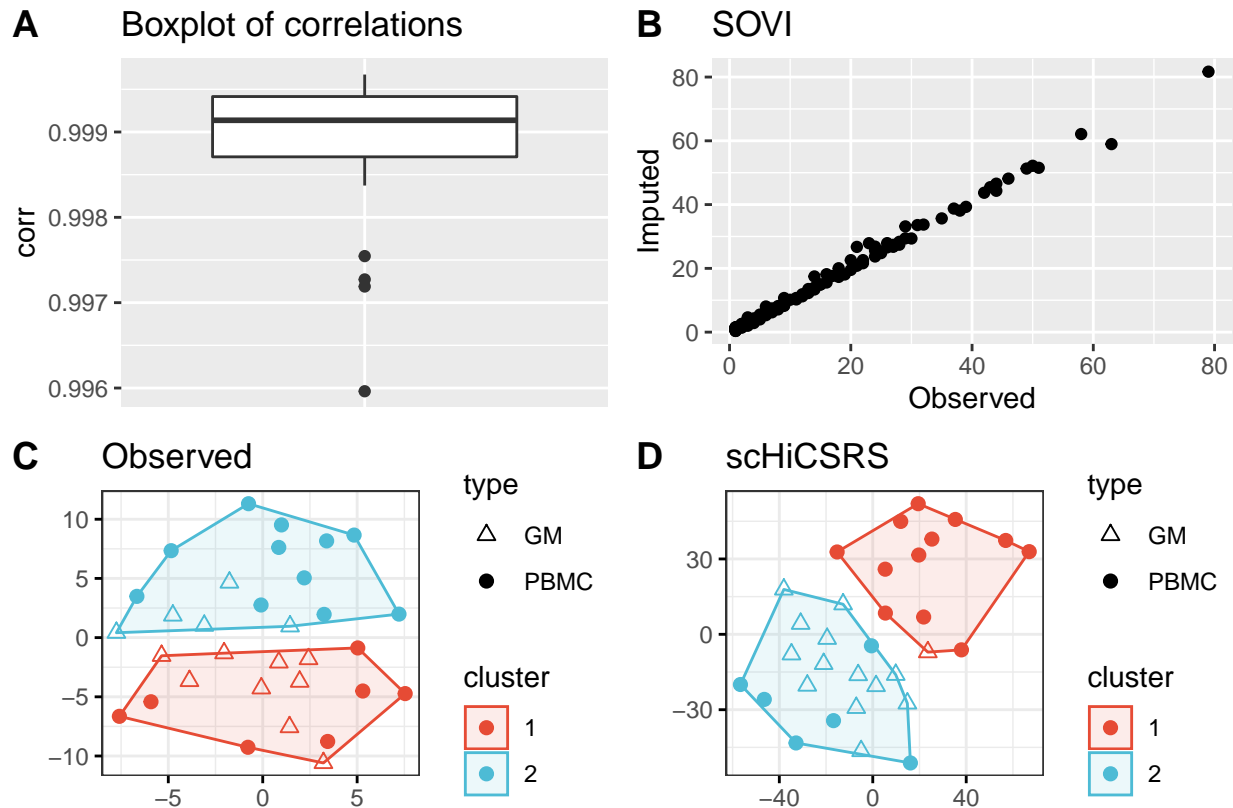 A Boxplot of correlations
corr
0.999
0.998
0.997
0.996
B SOVI
Imputed
80
60
40
20
0
0 20 40 60 80
Observed
C Observed
10
5
0
−5
−10
−5 0 5
type
GM
PBMC
cluster
1
2
D scHiCSRS
30
0
−30
−40 0 40
type
GM
PBMC
cluster
1
2